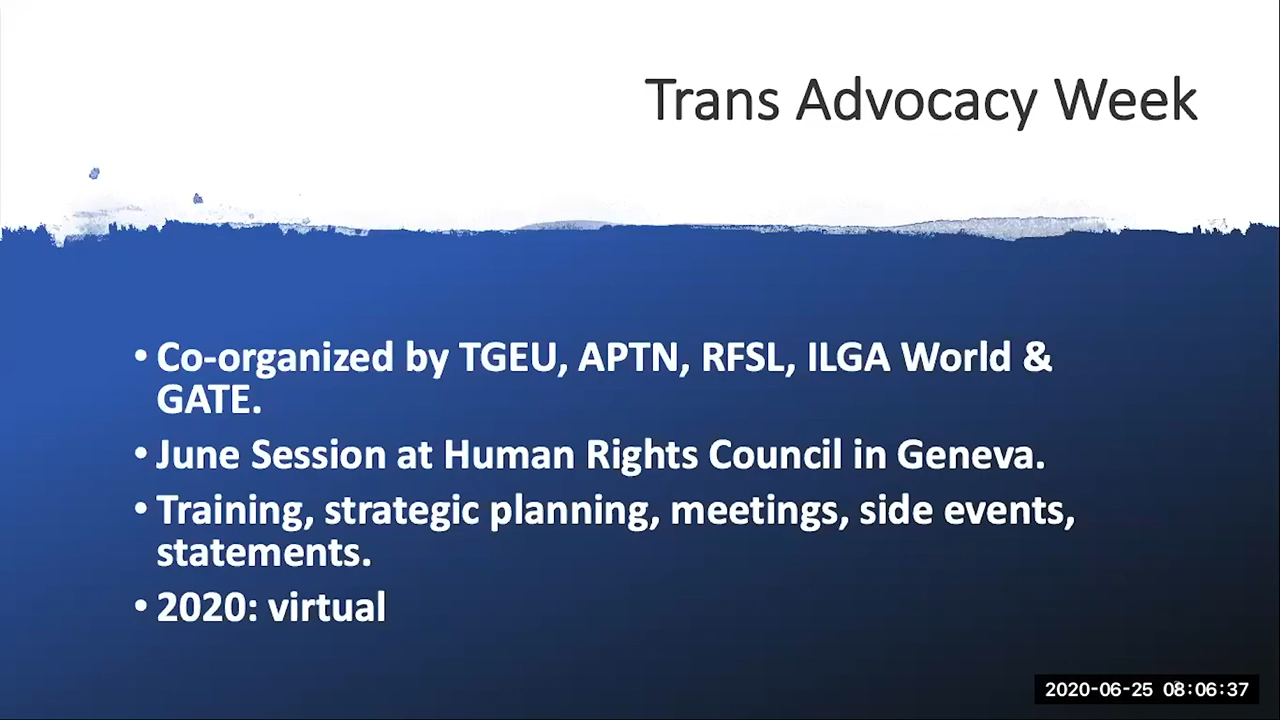 Trans Advocacy Week
• Co-organized by TGEU, APTN, RFSL, ILGA World &
GATE.
• June Session at Human Rights Council in Geneva.
• Training, strategic planning, meetings, side events,
statements.
• 2020: virtual
2020-06-25 08:06:37